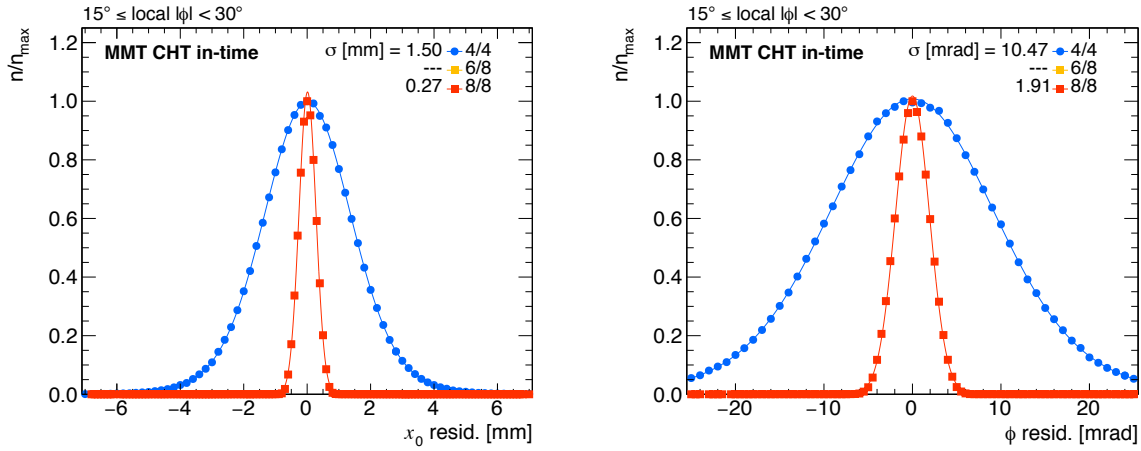 15° ≤ local |ϕ| < 30°
MMT CHT in-time
σ [mm] = 1.50 4/4
--- 6/8
0.27 8/8
n/nmax
1.2
1.0
0.8
0.6
0.4
0.2
0.0
−6 −4 −2 0 2 4 6
x0 resid. [mm]
15° ≤ local |ϕ| < 30°
MMT CHT in-time
σ [mrad] = 10.47 4/4
--- 6/8
1.91 8/8
n/nmax
1.2
1.0
0.8
0.6
0.4
0.2
0.0
−20 −10 0 10 20
ϕ resid. [mrad]